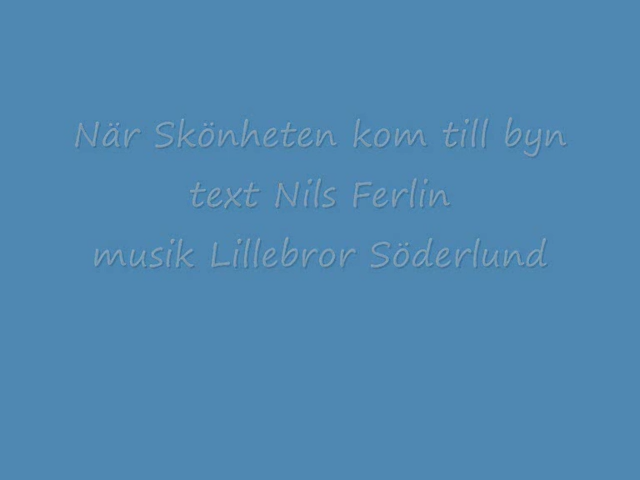 När Skönheten kom till byn
text Nils Ferlin
musik Lillebror Söderlund